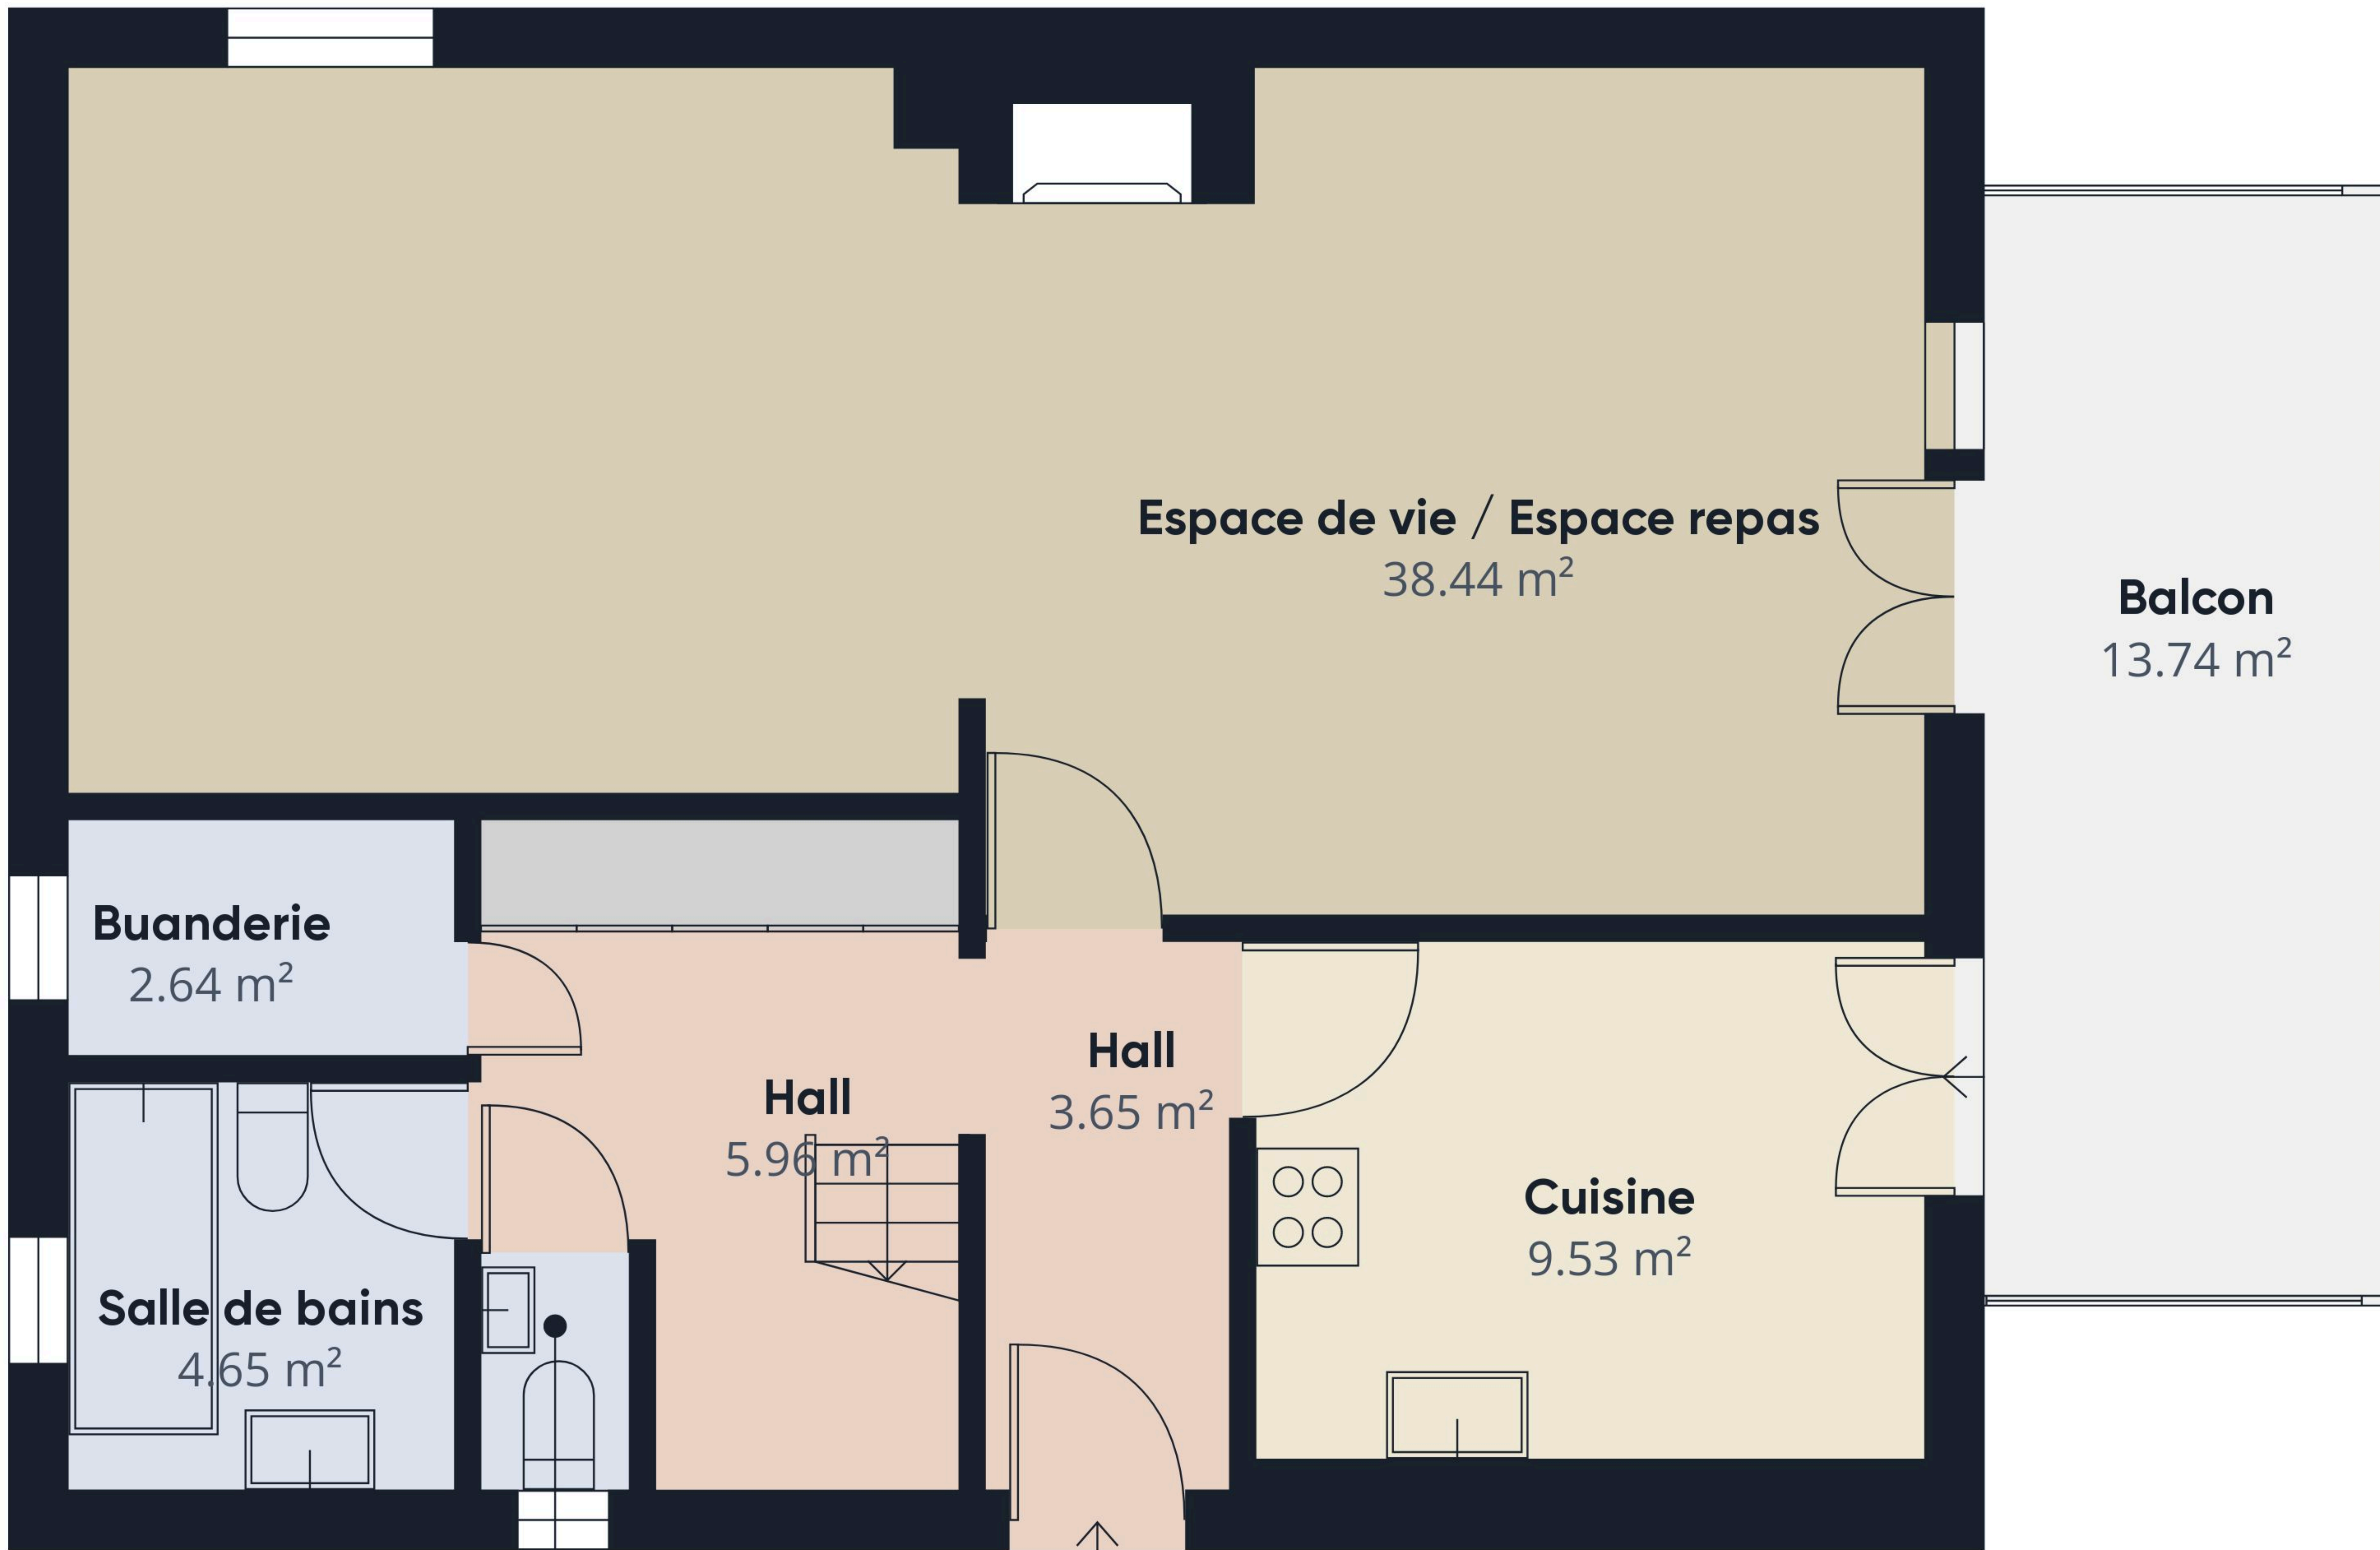 Espace de vie / Espace repas
38.44 m²
Balcon
13.74 m²
Buanderie
2.64 m²
Hall
3.65 m²
Hall
5.96 m²
Cuisine
9.53 m²
Salle de bains
4.65 m²